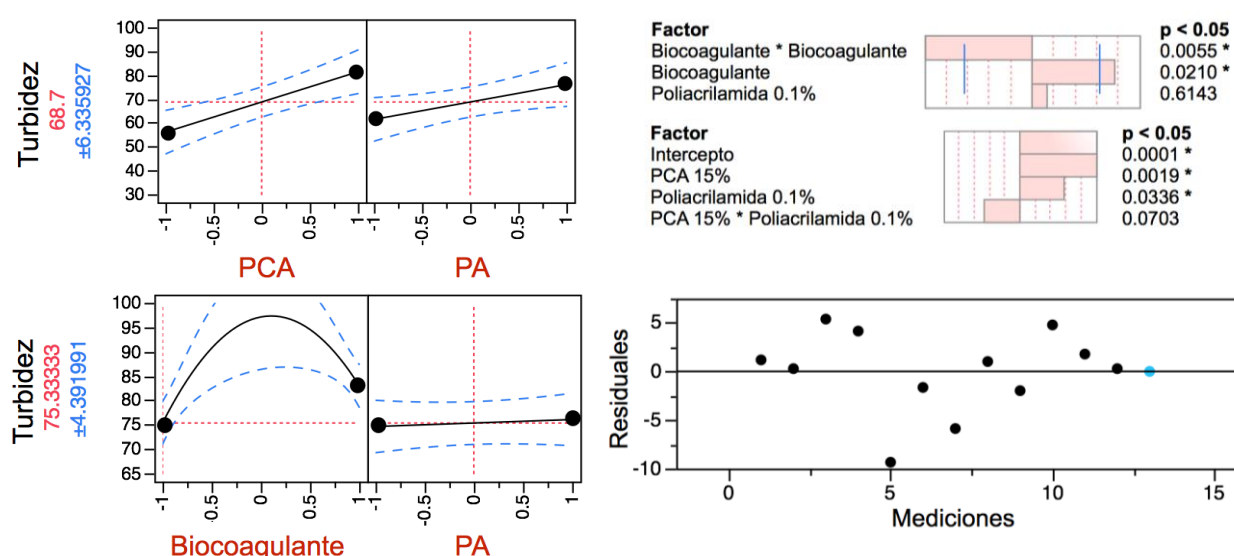 Turbidez
68.7
±6.335927
100
90
80
70
60
50
40
30
-1
-0.5
0
0.5
1
-1
-0.5
0
0.5
1
PCA
PA
Factor p < 0.05
Biocoagulante * Biocoagulante 0.0055 *
Biocoagulante 0.0210 *
Poliacrilamida 0.1% 0.6143
Factor p < 0.05
Intercepto 0.0001 *
PCA 15% 0.0019 *
Poliacrilamida 0.1% 0.0336 *
PCA 15% * Poliacrilamida 0.1% 0.0703
Turbidez
75.33333
±4.391991
100
95
90
85
80
75
70
65
-1
-0.5
0
0.5
1
-1
-0.5
0
0.5
1
Biocoagulante
PA
Residuales
5
0
-5
-10
0
5
10
15
Mediciones